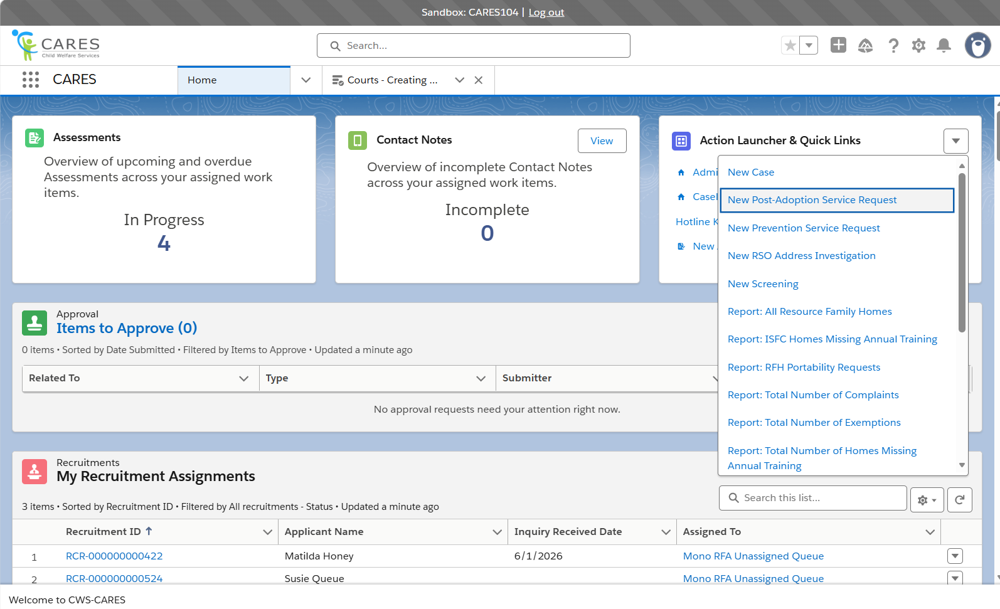 Sandbox: CARES104 | Log out
CARES
Child Welfare Services
Search...
CARES
Home
Courts - Creating ...
Assessments
Overview of upcoming and overdue
Assessments across your assigned work
items.
In Progress
4
Contact Notes
View
Overview of incomplete Contact Notes
across your assigned work items.
Incomplete
0
Action Launcher & Quick Links
Admi
Casel
Hotline K
New
New Case
New Post-Adoption Service Request
New Prevention Service Request
New RSO Address Investigation
New Screening
Report: All Resource Family Homes
Report: ISFC Homes Missing Annual Training
Report: RFH Portability Requests
Report: Total Number of Complaints
Report: Total Number of Exemptions
Report: Total Number of Homes Missing
Annual Training
Approval
Items to Approve (0)
0 items • Sorted by Date Submitted • Filtered by Items to Approve • Updated a minute ago
Related To Type Submitter
No approval requests need your attention right now.
Recruitments
My Recruitment Assignments
3 items • Sorted by Recruitment ID • Filtered by All recruitments - Status • Updated a minute ago
Search this list...
Recruitment ID Applicant Name Inquiry Received Date Assigned To
1 RCR-000000000422 Matilda Honey 6/1/2026 Mono RFA Unassigned Queue
2 RCR-000000000524 Susie Queue Mono RFA Unassigned Queue
Welcome to CWS-CARES